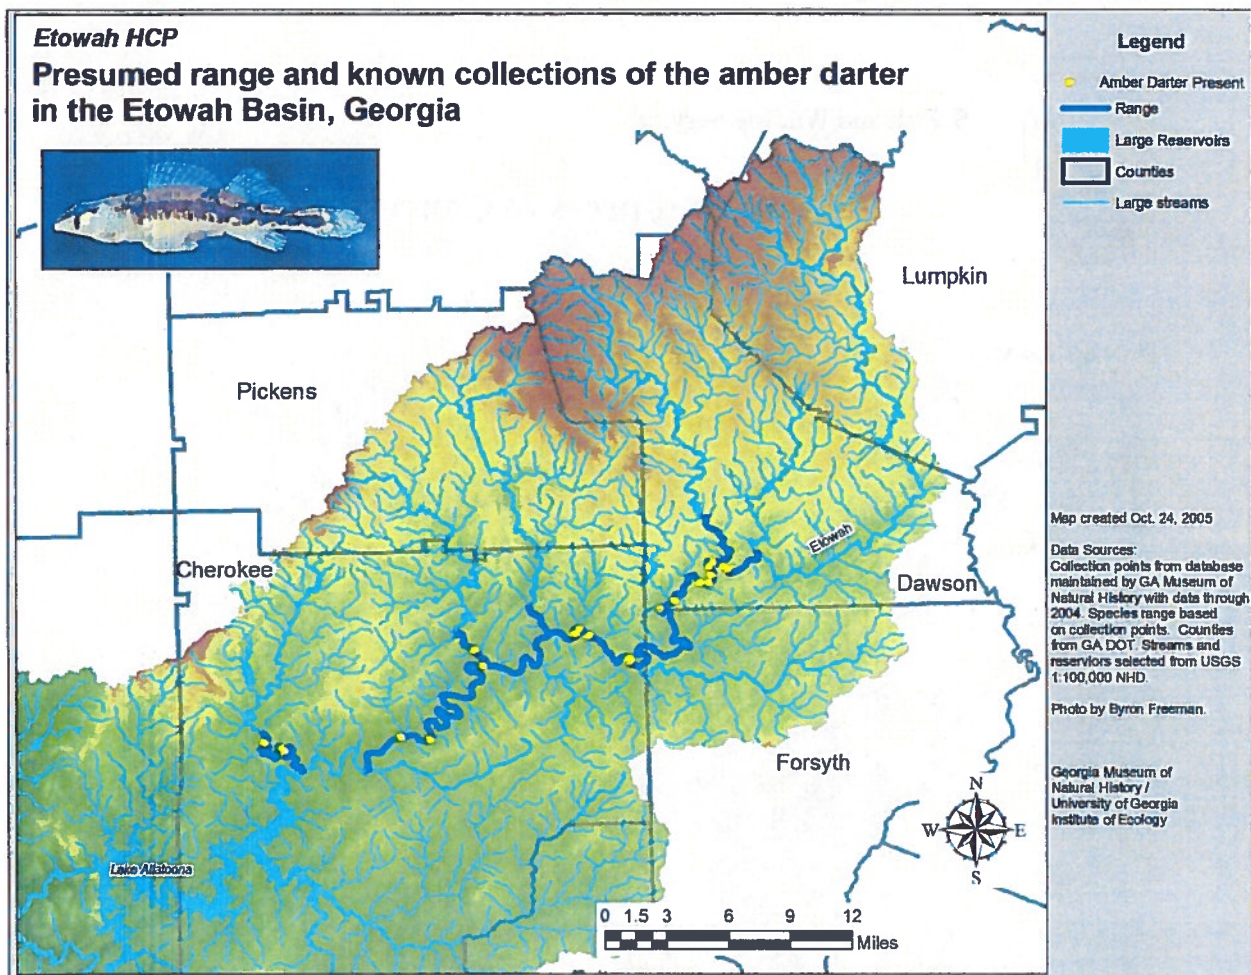 Etowah HCP
Presumed range and known collections of the amber darter
in the Etowah Basin, Georgia
Legend
Amber Darter Present
Range
Large Reservoirs
Counties
Large streams
Lumpkin
Pickens
Etowah
Cherokee
Dawson
Forsyth
Lake Allatoona
Map created Oct. 24, 2005
Data Sources:
Collection points from database
maintained by GA Museum of
Natural History with data through
2004. Species range based
on collection points. Counties
from GA DOT. Streams and
reserviors selected from USGS
1:100,000 NHD.
Photo by Byron Freeman.
Georgia Museum of
Natural History /
University of Georgia
Institute of Ecology
N
W E
S
0 1.5 3 6 9 12
Miles